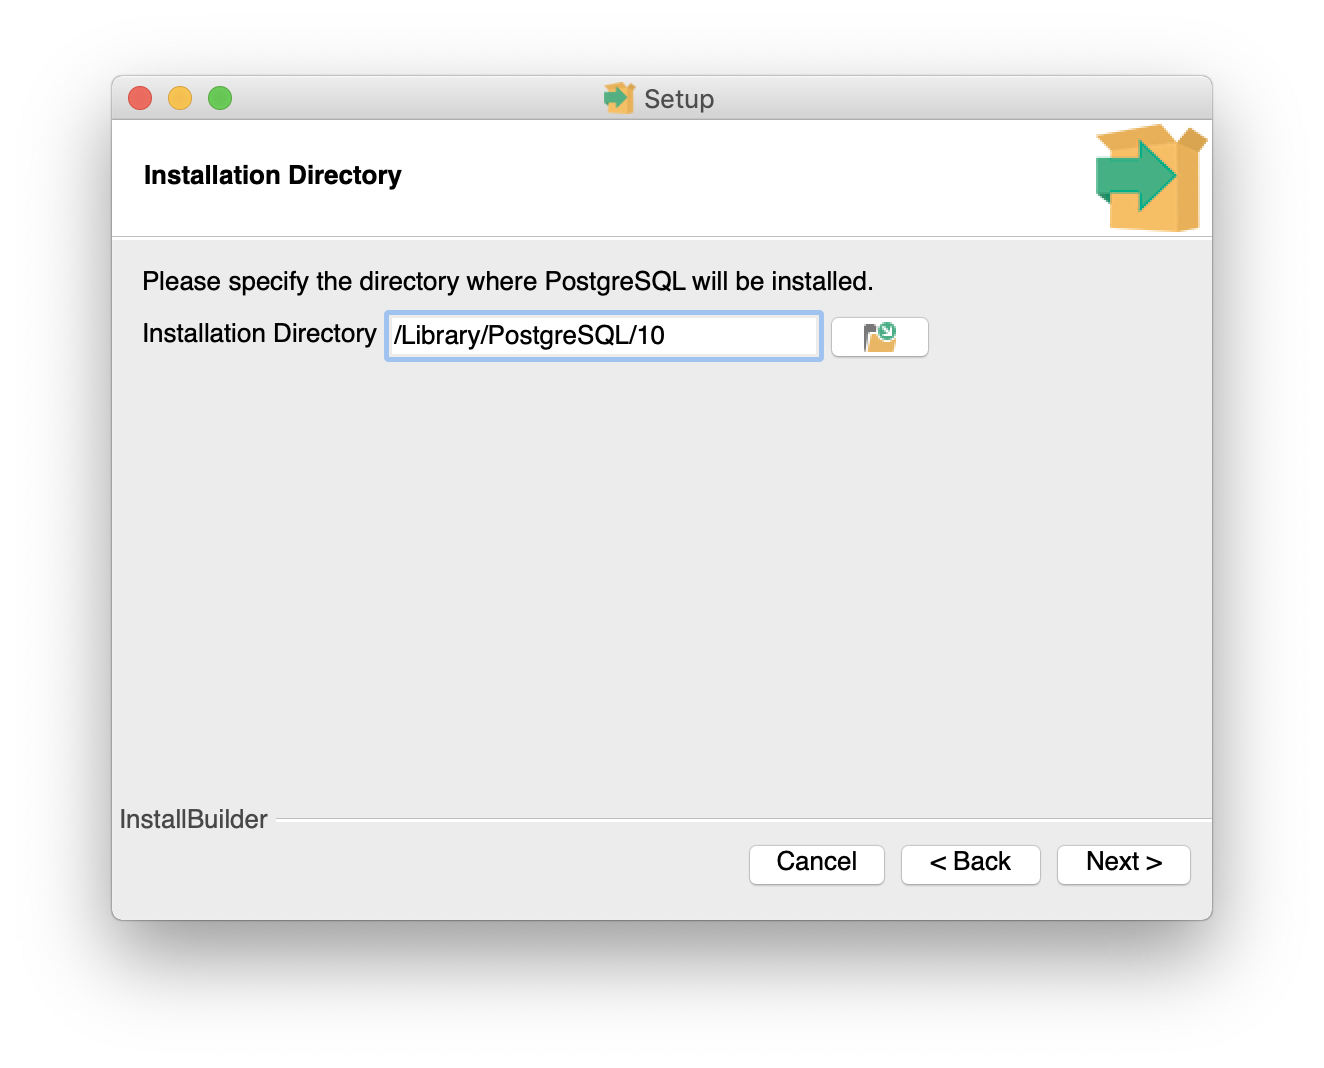 Setup
Installation Directory
Please specify the directory where PostgreSQL will be installed.
Installation Directory /Library/PostgreSQL/10
InstallBuilder
Cancel < Back Next >